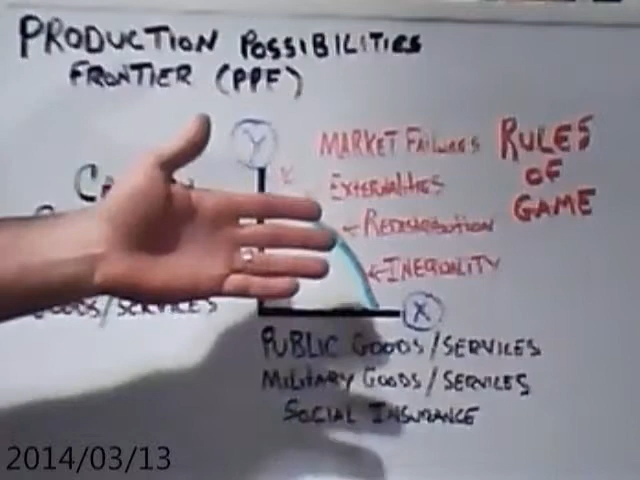 PRODUCTION POSSIBILITIES
FRONTIER (PPF)
Y
MARKET FAILURES
EXTERNALITIES
REDISTRIBUTION
INEQUALITY
RULES
OF
GAME
GOODS/SERVICES
X
PUBLIC GOODS/SERVICES
MILITARY GOODS/SERVICES
SOCIAL INSURANCE
2014/03/13